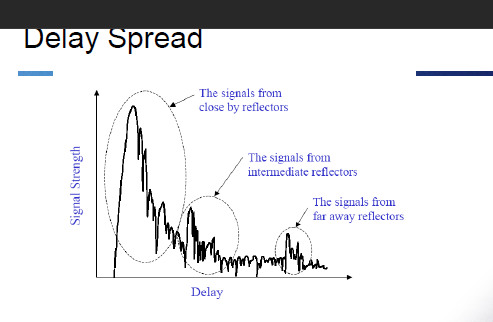 Delay Spread
The signals from
close by reflectors
The signals from
intermediate reflectors
The signals from
far away reflectors
Signal Strength
Delay